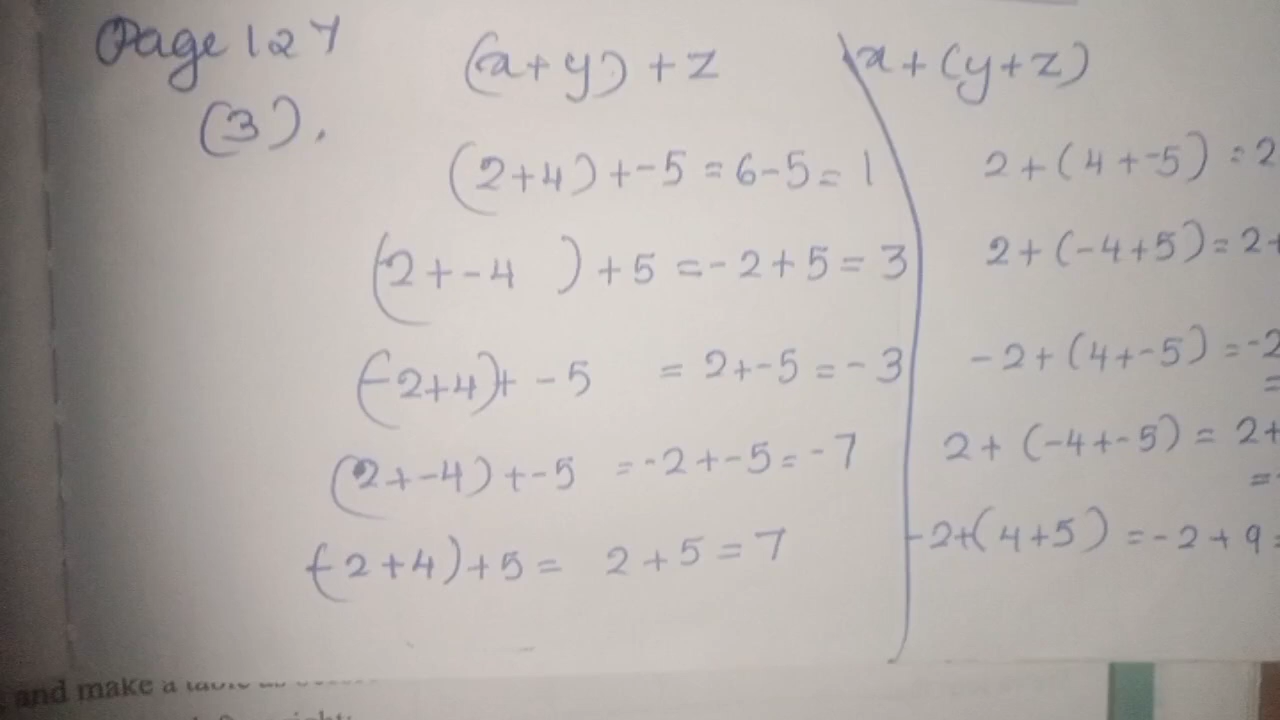 Page 127
(3).
(x+y) + z
(2+4) + -5 = 6-5 = 1
(2 + -4 ) + 5 = -2 + 5 = 3
(-2+4)+ -5 = 2+-5 = -3
(2+-4) + -5 = -2+-5 = -7
(-2+4)+5 = 2+5 = 7
x + (y+z)
2 + (4 + -5) = 2
2 + (-4+5) = 2+
-2 + (4+-5) = -2
=
2 + (-4+-5) = 2+
=-
-2+(4+5) = -2+9 =
and make a